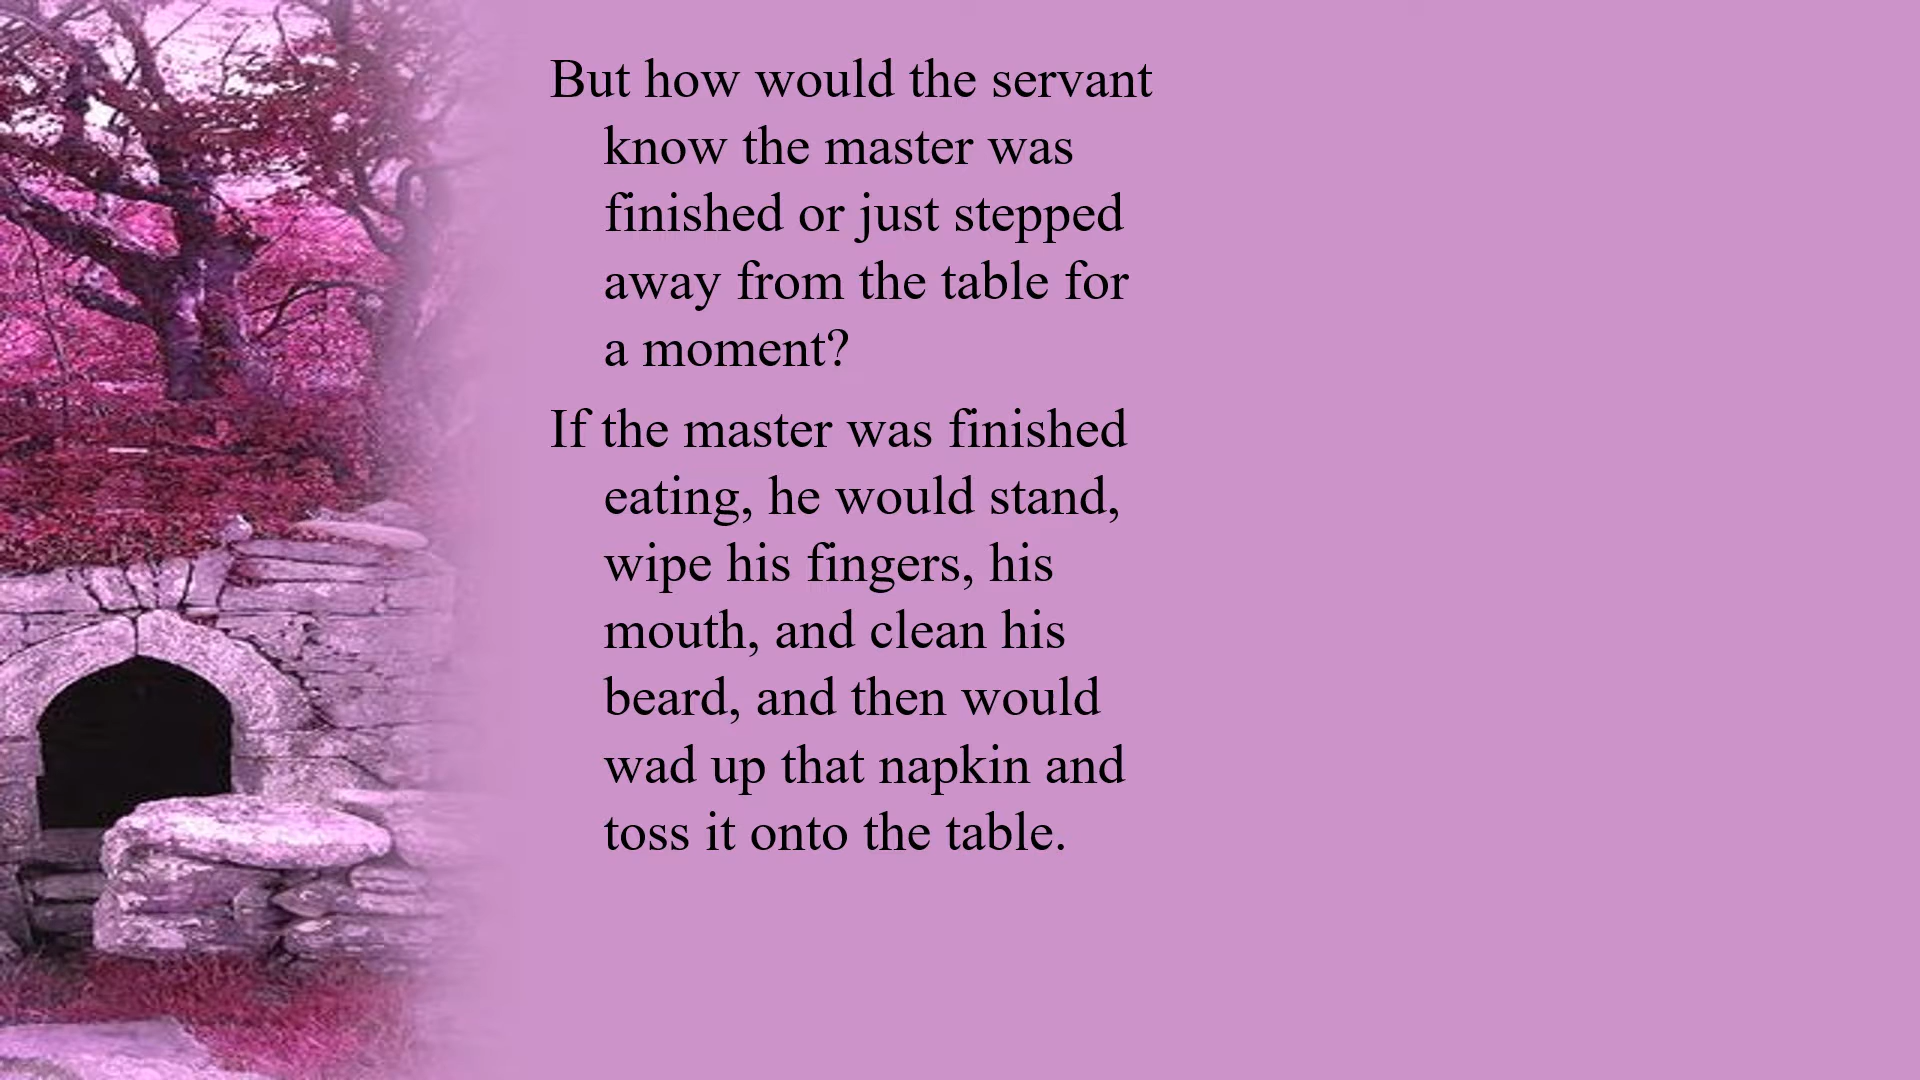 But how would the servant
know the master was
finished or just stepped
away from the table for
a moment?
If the master was finished
eating, he would stand,
wipe his fingers, his
mouth, and clean his
beard, and then would
wad up that napkin and
toss it onto the table.